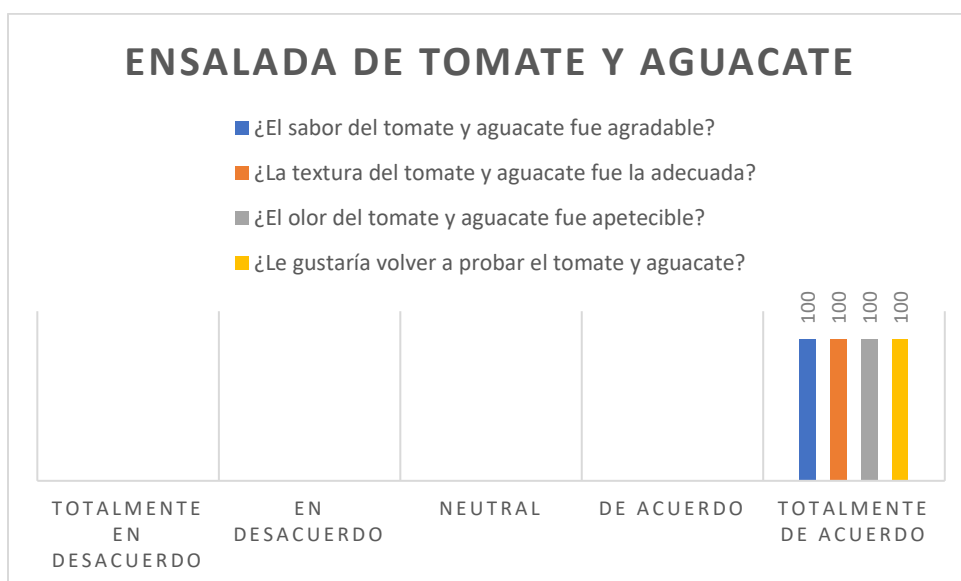 ENSALADA DE TOMATE Y AGUACATE
¿El sabor del tomate y aguacate fue agradable?
¿La textura del tomate y aguacate fue la adecuada?
¿El olor del tomate y aguacate fue apetecible?
¿Le gustaría volver a probar el tomate y aguacate?
100
100
100
100
TOTALMENTE
EN
DESACUERDO
EN
DESACUERDO
NEUTRAL
DE ACUERDO
TOTALMENTE
DE ACUERDO